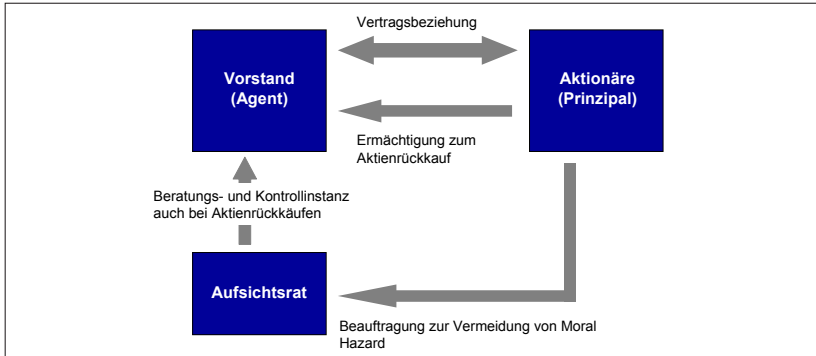 Vertragsbeziehung
Vorstand
(Agent)
Aktionäre
(Prinzipal)
Ermächtigung zum
Aktienrückkauf
Beratungs- und Kontrollinstanz
auch bei Aktienrückkäufen
Aufsichtsrat
Beauftragung zur Vermeidung von Moral
Hazard